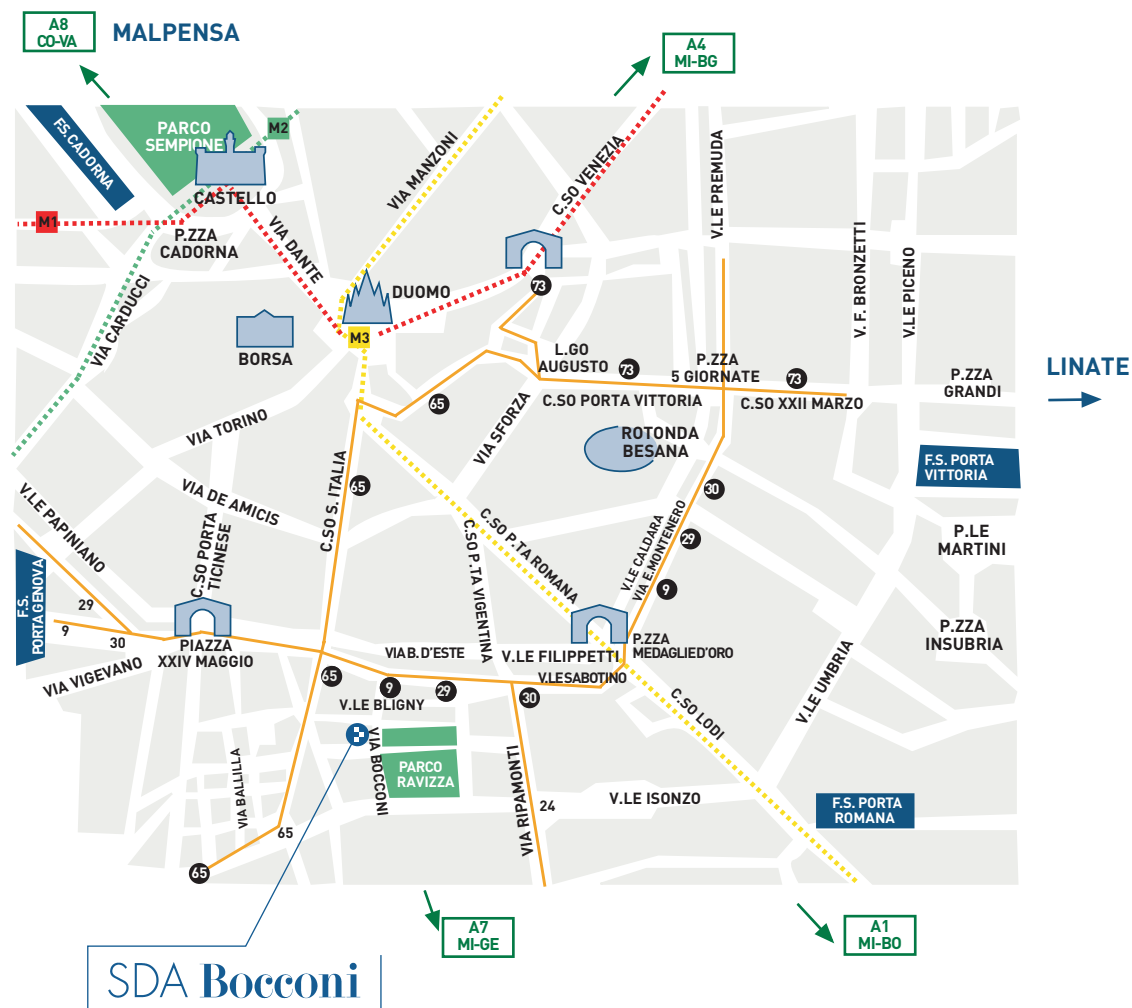 A8
CO-VA
MALPENSA
A4
MI-BG
F.S. CADORNA
PARCO
SEMPIONE
M2
CASTELLO
M1
P.ZZA
CADORNA
VIA DANTE
VIA MANZONI
C.SO VENEZIA
V.LE PREMUDA
V. F. BRONZETTI
V.LE PICENO
VIA CARDUCCI
DUOMO
73
BORSA
M3
L.GO
AUGUSTO
73
P.ZZA
5 GIORNATE
73
P.ZZA
GRANDI
LINATE
65
C.SO PORTA VITTORIA
C.SO XXII MARZO
VIA TORINO
VIA SFORZA
ROTONDA
BESANA
F.S. PORTA
VITTORIA
V.LE PAPINIANO
VIA DE AMICIS
C.SO S. ITALIA
65
30
C.SO PORTA
TICINESE
C.SO P.TA VIGENTINA
C.SO P.TA ROMANA
V.LE CALDARA
VIA E.MONTENERO
29
P.LE
MARTINI
F.S.
PORTA GENOVA
29
9
9
30
PIAZZA
XXIV MAGGIO
VIA B. D'ESTE
V.LE FILIPPETTI
P.ZZA
MEDAGLIE D'ORO
P.ZZA
INSUBRIA
VIA VIGEVANO
65
9
29
30
V.LE SABOTINO
V.LE BLIGNY
C.SO LODI
V.LE UMBRIA
VIA BALLILLA
VIA BOCCONI
PARCO
RAVIZZA
VIA RIPAMONTI
24
V.LE ISONZO
F.S. PORTA
ROMANA
65
65
A7
MI-GE
A1
MI-BO
SDA Bocconi